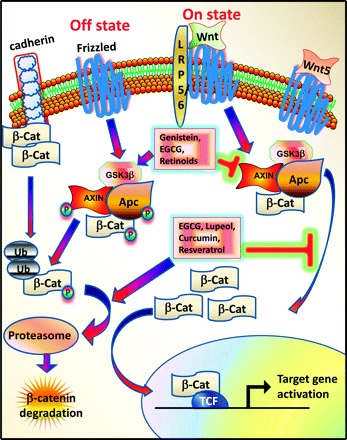 Off state
On state
cadherin
Frizzled
LRP56
Wnt
Wnt5
β-Cat
β-Cat
Genistein,
EGCG,
Retinoids
GSK3β
AXIN
Apc
P
β-Cat
P
P
GSK3β
AXIN
Apc
β-Cat
EGCG, Lupeol,
Curcumin,
Resveratrol
Ub
Ub
β-Cat
P
β-Cat
β-Cat
β-Cat
Proteasome
β-catenin
degradation
β-Cat
TCF
Target gene
activation